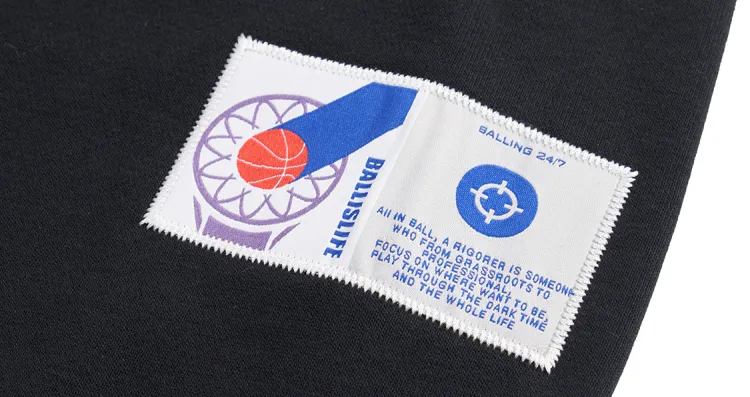 BALLISLIFE
BALLING 24/7
All IN BALL, A RIGORER IS SOMEONE
WHO FROM GRASSROOTS TO
PROFESSIONAL,
FOCUS ON WHERE WANT TO BE,
PLAY THROUGH THE DARK TIME
AND THE WHOLE LIFE